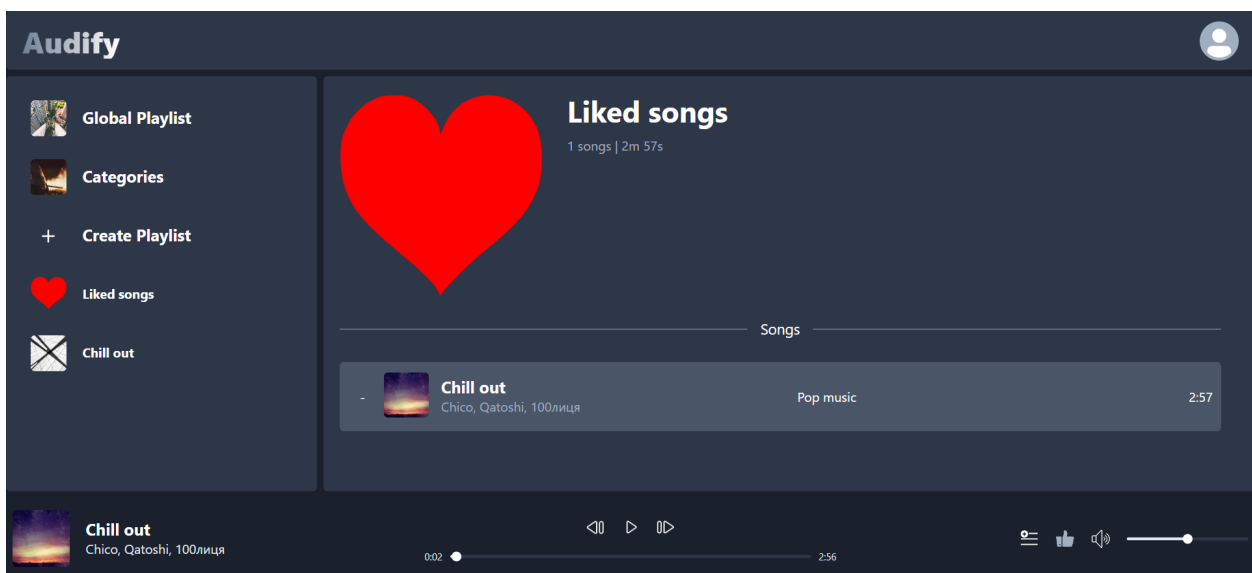 Audify
Global Playlist
Categories
Create Playlist
Liked songs
Chill out
Liked songs
1 songs | 2m 57s
Songs
- Chill out Pop music 2:57
Chico, Qatoshi, 100лиця
Chill out
Chico, Qatoshi, 100лиця
0:02 2:56